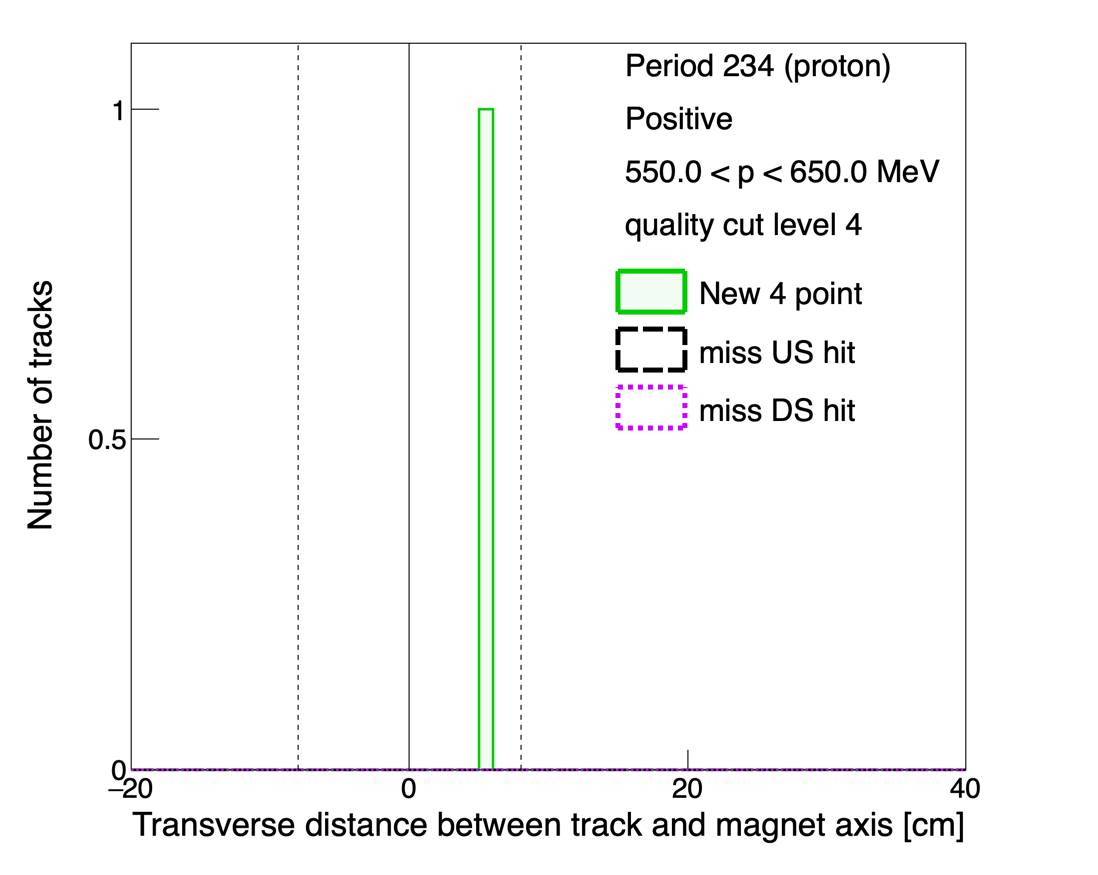 Period 234 (proton)
Positive
550.0 < p < 650.0 MeV
quality cut level 4
New 4 point
miss US hit
miss DS hit
Number of tracks
1
0.5
0
−20 0 20 40
Transverse distance between track and magnet axis [cm]